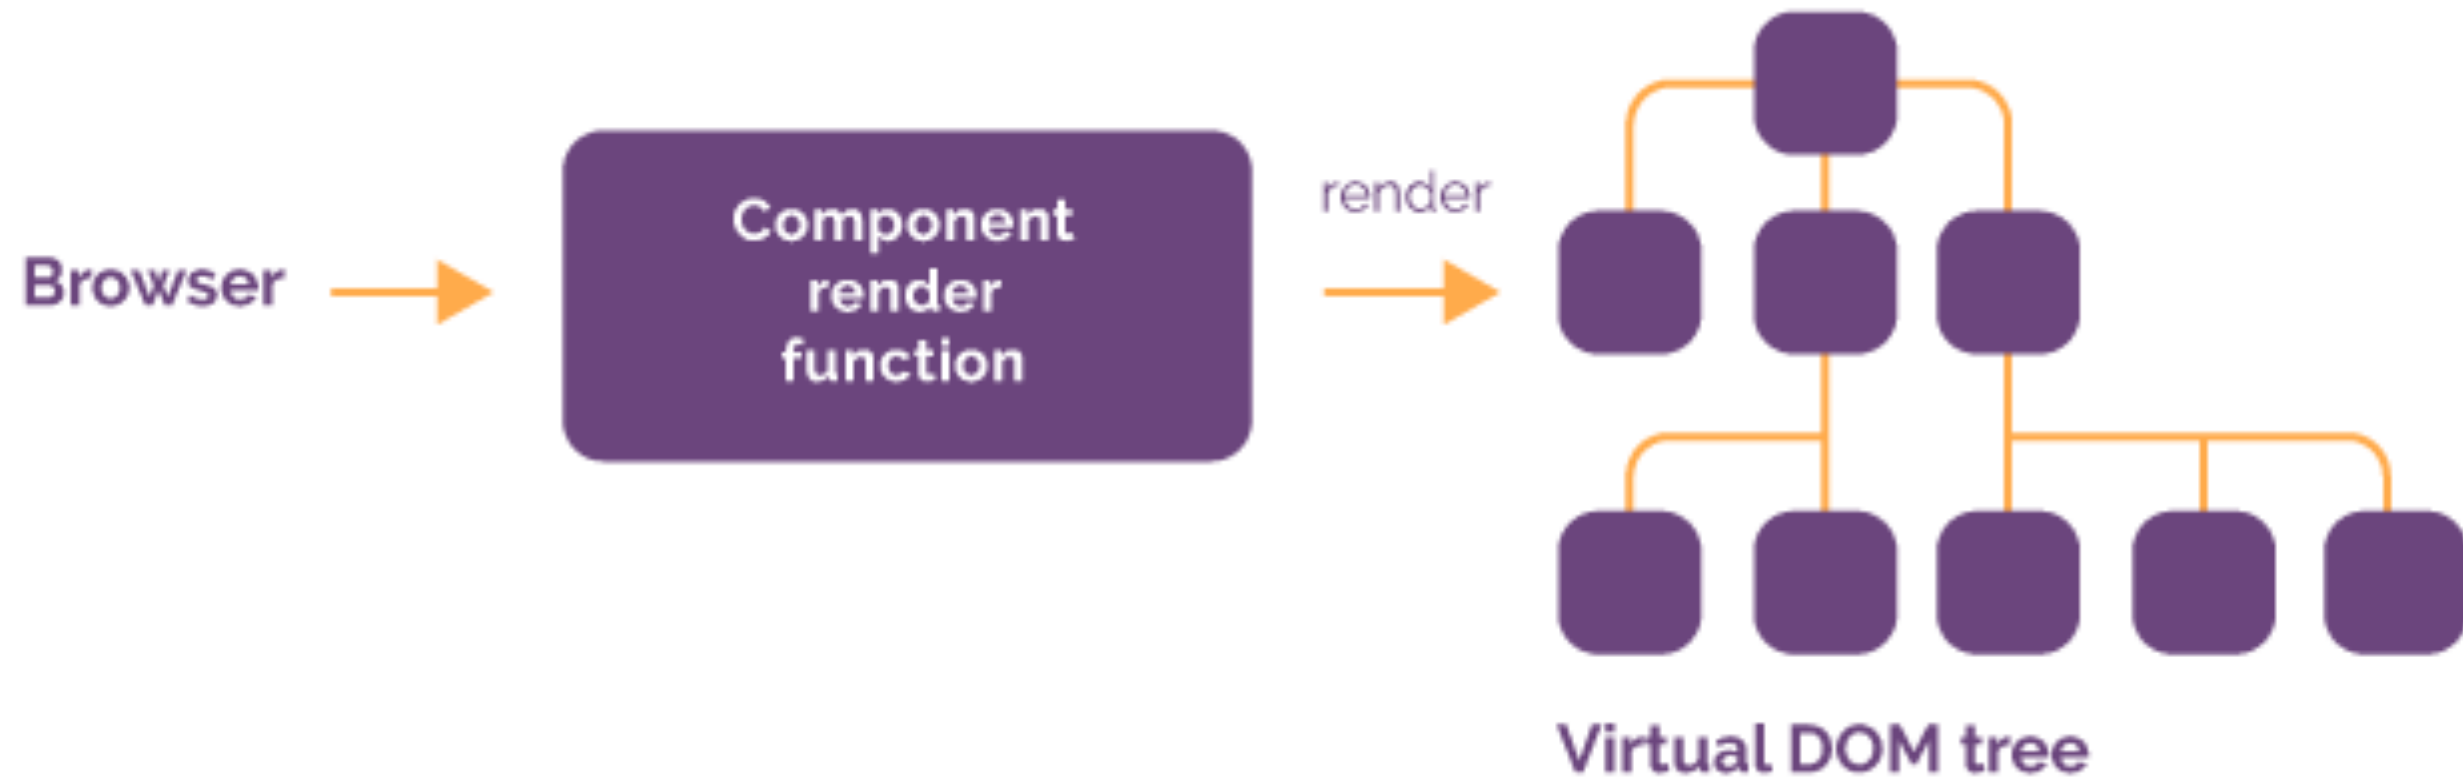 Browser
Component
render
function
render
Virtual DOM tree